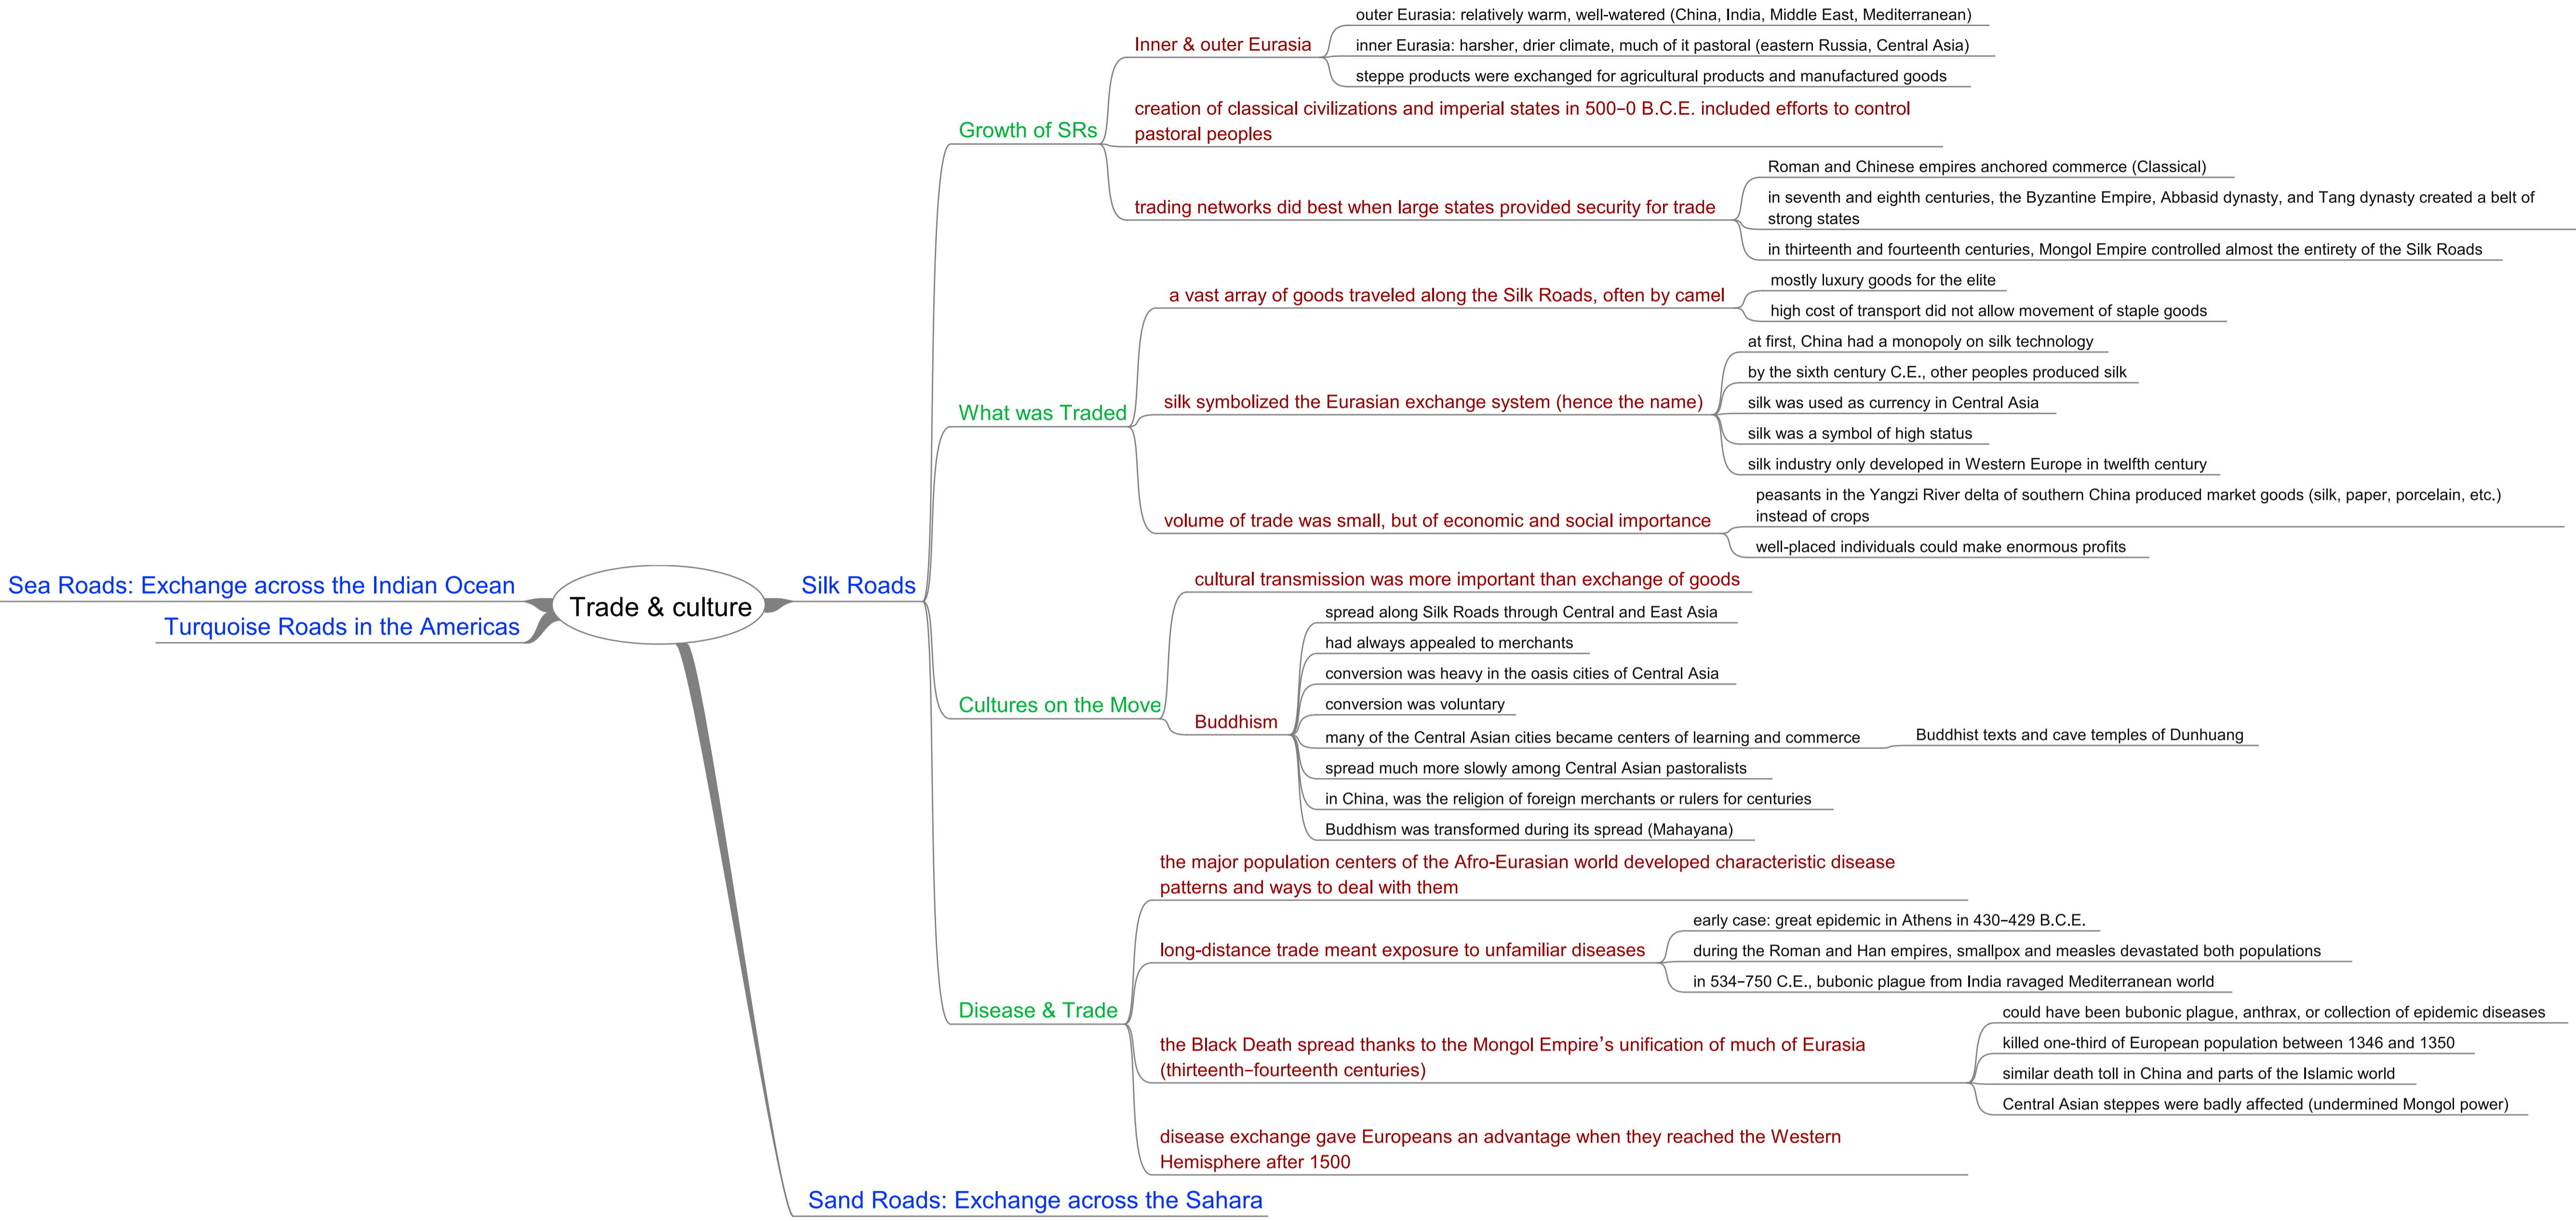 Trade & culture
Silk Roads
Growth of SRs
Inner & outer Eurasia
outer Eurasia: relatively warm, well-watered (China, India, Middle East, Mediterranean)
inner Eurasia: harsher, drier climate, much of it pastoral (eastern Russia, Central Asia)
steppe products were exchanged for agricultural products and manufactured goods
creation of classical civilizations and imperial states in 500–0 B.C.E. included efforts to control
pastoral peoples
trading networks did best when large states provided security for trade
Roman and Chinese empires anchored commerce (Classical)
in seventh and eighth centuries, the Byzantine Empire, Abbasid dynasty, and Tang dynasty created a belt of
strong states
in thirteenth and fourteenth centuries, Mongol Empire controlled almost the entirety of the Silk Roads
What was Traded
a vast array of goods traveled along the Silk Roads, often by camel
mostly luxury goods for the elite
high cost of transport did not allow movement of staple goods
silk symbolized the Eurasian exchange system (hence the name)
at first, China had a monopoly on silk technology
by the sixth century C.E., other peoples produced silk
silk was used as currency in Central Asia
silk was a symbol of high status
silk industry only developed in Western Europe in twelfth century
volume of trade was small, but of economic and social importance
peasants in the Yangzi River delta of southern China produced market goods (silk, paper, porcelain, etc.)
instead of crops
well-placed individuals could make enormous profits
Cultures on the Move
cultural transmission was more important than exchange of goods
Buddhism
spread along Silk Roads through Central and East Asia
had always appealed to merchants
conversion was heavy in the oasis cities of Central Asia
conversion was voluntary
many of the Central Asian cities became centers of learning and commerce
Buddhist texts and cave temples of Dunhuang
spread much more slowly among Central Asian pastoralists
in China, was the religion of foreign merchants or rulers for centuries
Buddhism was transformed during its spread (Mahayana)
Disease & Trade
the major population centers of the Afro-Eurasian world developed characteristic disease
patterns and ways to deal with them
long-distance trade meant exposure to unfamiliar diseases
early case: great epidemic in Athens in 430–429 B.C.E.
during the Roman and Han empires, smallpox and measles devastated both populations
in 534–750 C.E., bubonic plague from India ravaged Mediterranean world
the Black Death spread thanks to the Mongol Empire’s unification of much of Eurasia
(thirteenth–fourteenth centuries)
could have been bubonic plague, anthrax, or collection of epidemic diseases
killed one-third of European population between 1346 and 1350
similar death toll in China and parts of the Islamic world
Central Asian steppes were badly affected (undermined Mongol power)
disease exchange gave Europeans an advantage when they reached the Western
Hemisphere after 1500
Sand Roads: Exchange across the Sahara
Sea Roads: Exchange across the Indian Ocean
Turquoise Roads in the Americas